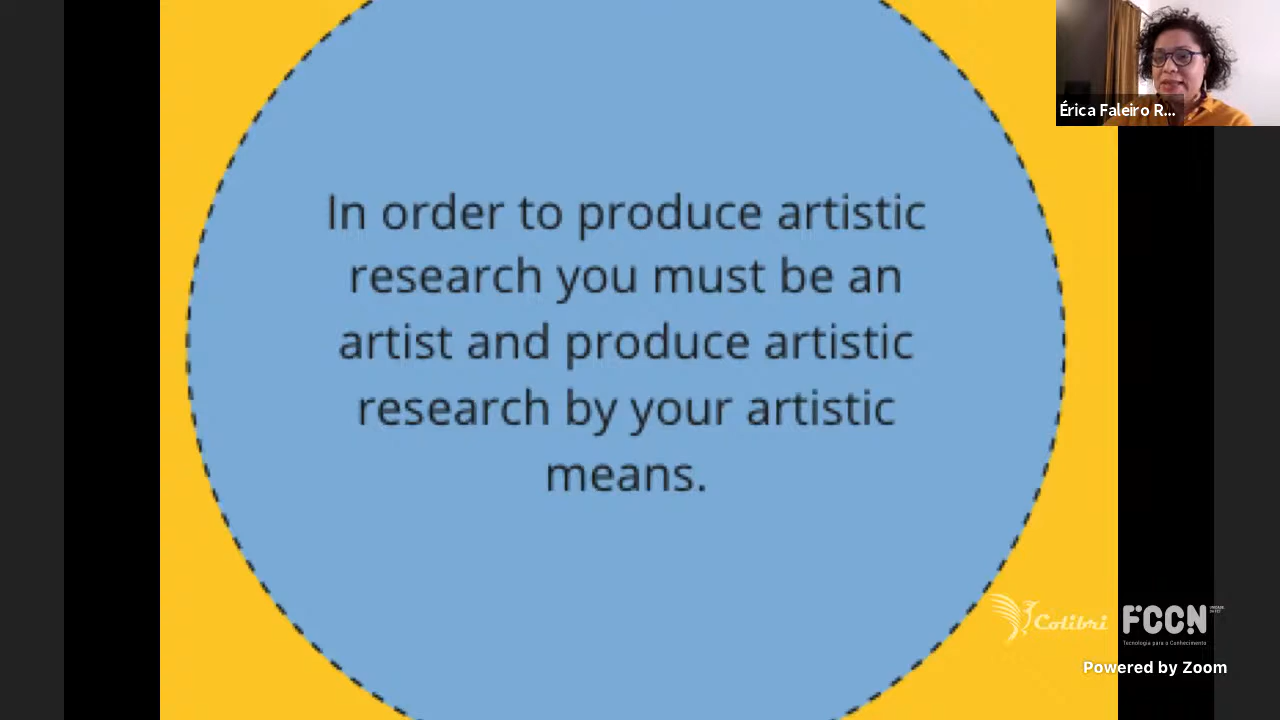 Érica Faleiro R...
In order to produce artistic
research you must be an
artist and produce artistic
research by your artistic
means.
Colibri
FCCN
Tecnologia para o Conhecimento
Powered by Zoom